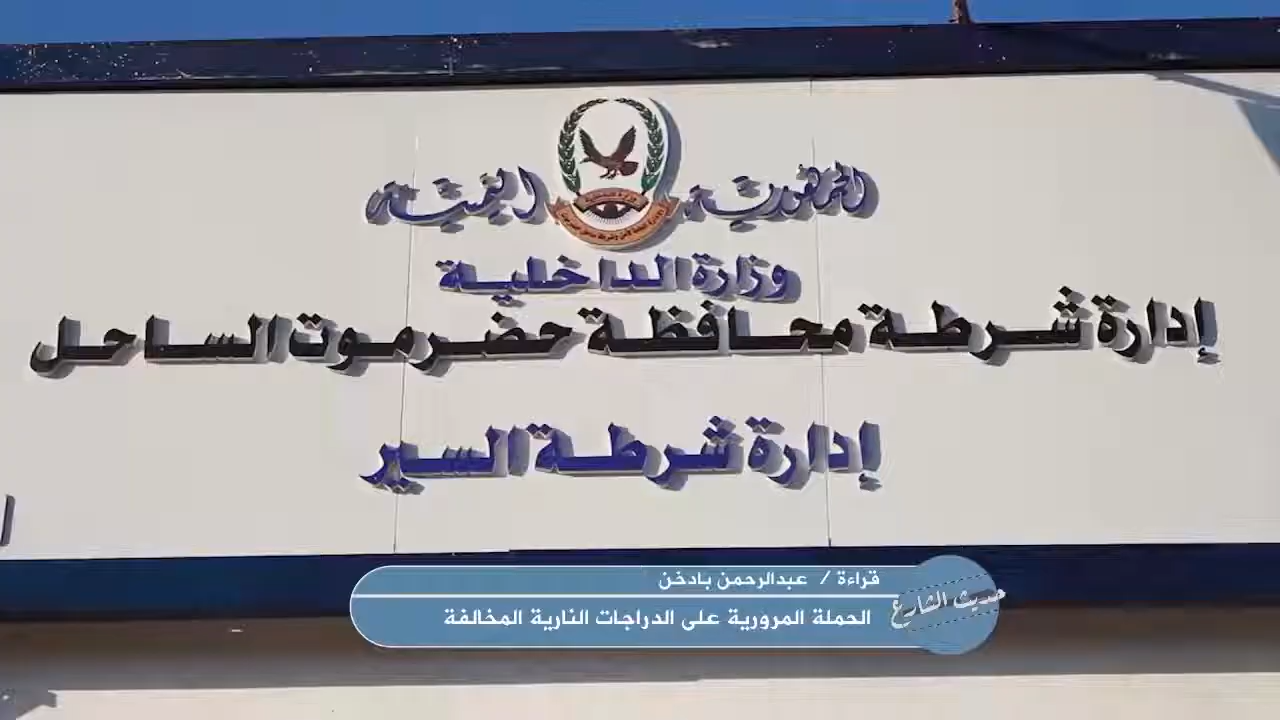 الجمهورية اليمنية
وزارة الداخلية
إدارة شرطة محافظة حضرموت الساحل
إدارة شرطة السير
قراءة / عبدالرحمن بادخن
الحملة المرورية على الدراجات النارية المخالفة
حديث الشارع